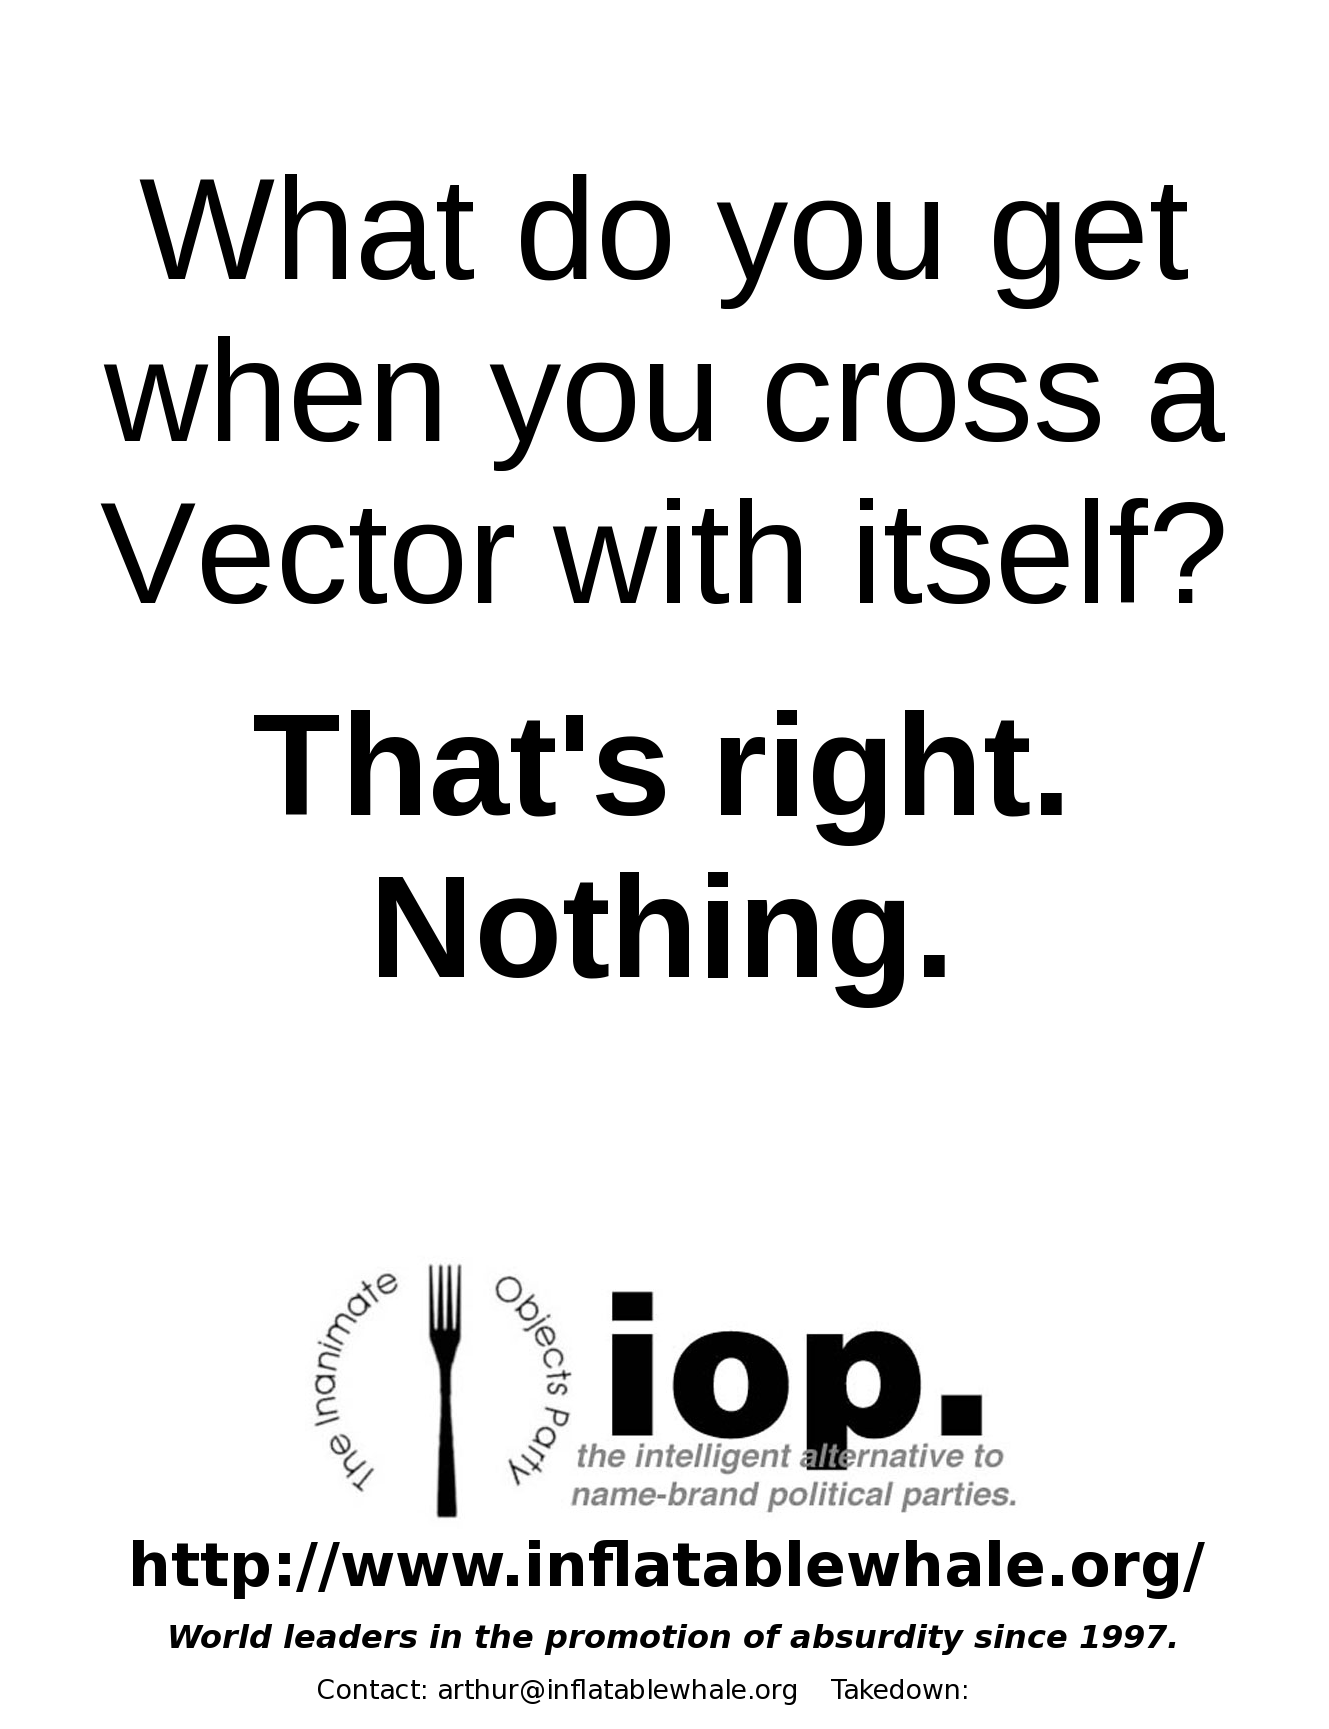 What do you get
when you cross a
Vector with itself?
That's right.
Nothing.
The Inanimate Objects Party
iop.
the intelligent alternative to
name-brand political parties.
http://www.inflatablewhale.org/
World leaders in the promotion of absurdity since 1997.
Contact: arthur@inflatablewhale.org Takedown: